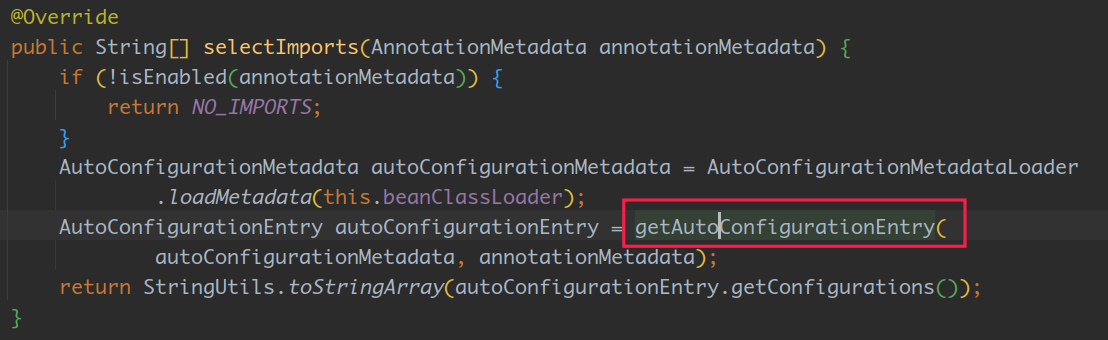 @Override
public String[] selectImports(AnnotationMetadata annotationMetadata) {
if (!isEnabled(annotationMetadata)) {
return NO_IMPORTS;
}
AutoConfigurationMetadata autoConfigurationMetadata = AutoConfigurationMetadataLoader
.loadMetadata(this.beanClassLoader);
AutoConfigurationEntry autoConfigurationEntry = getAutoConfigurationEntry(
autoConfigurationMetadata, annotationMetadata);
return StringUtils.toStringArray(autoConfigurationEntry.getConfigurations());
}